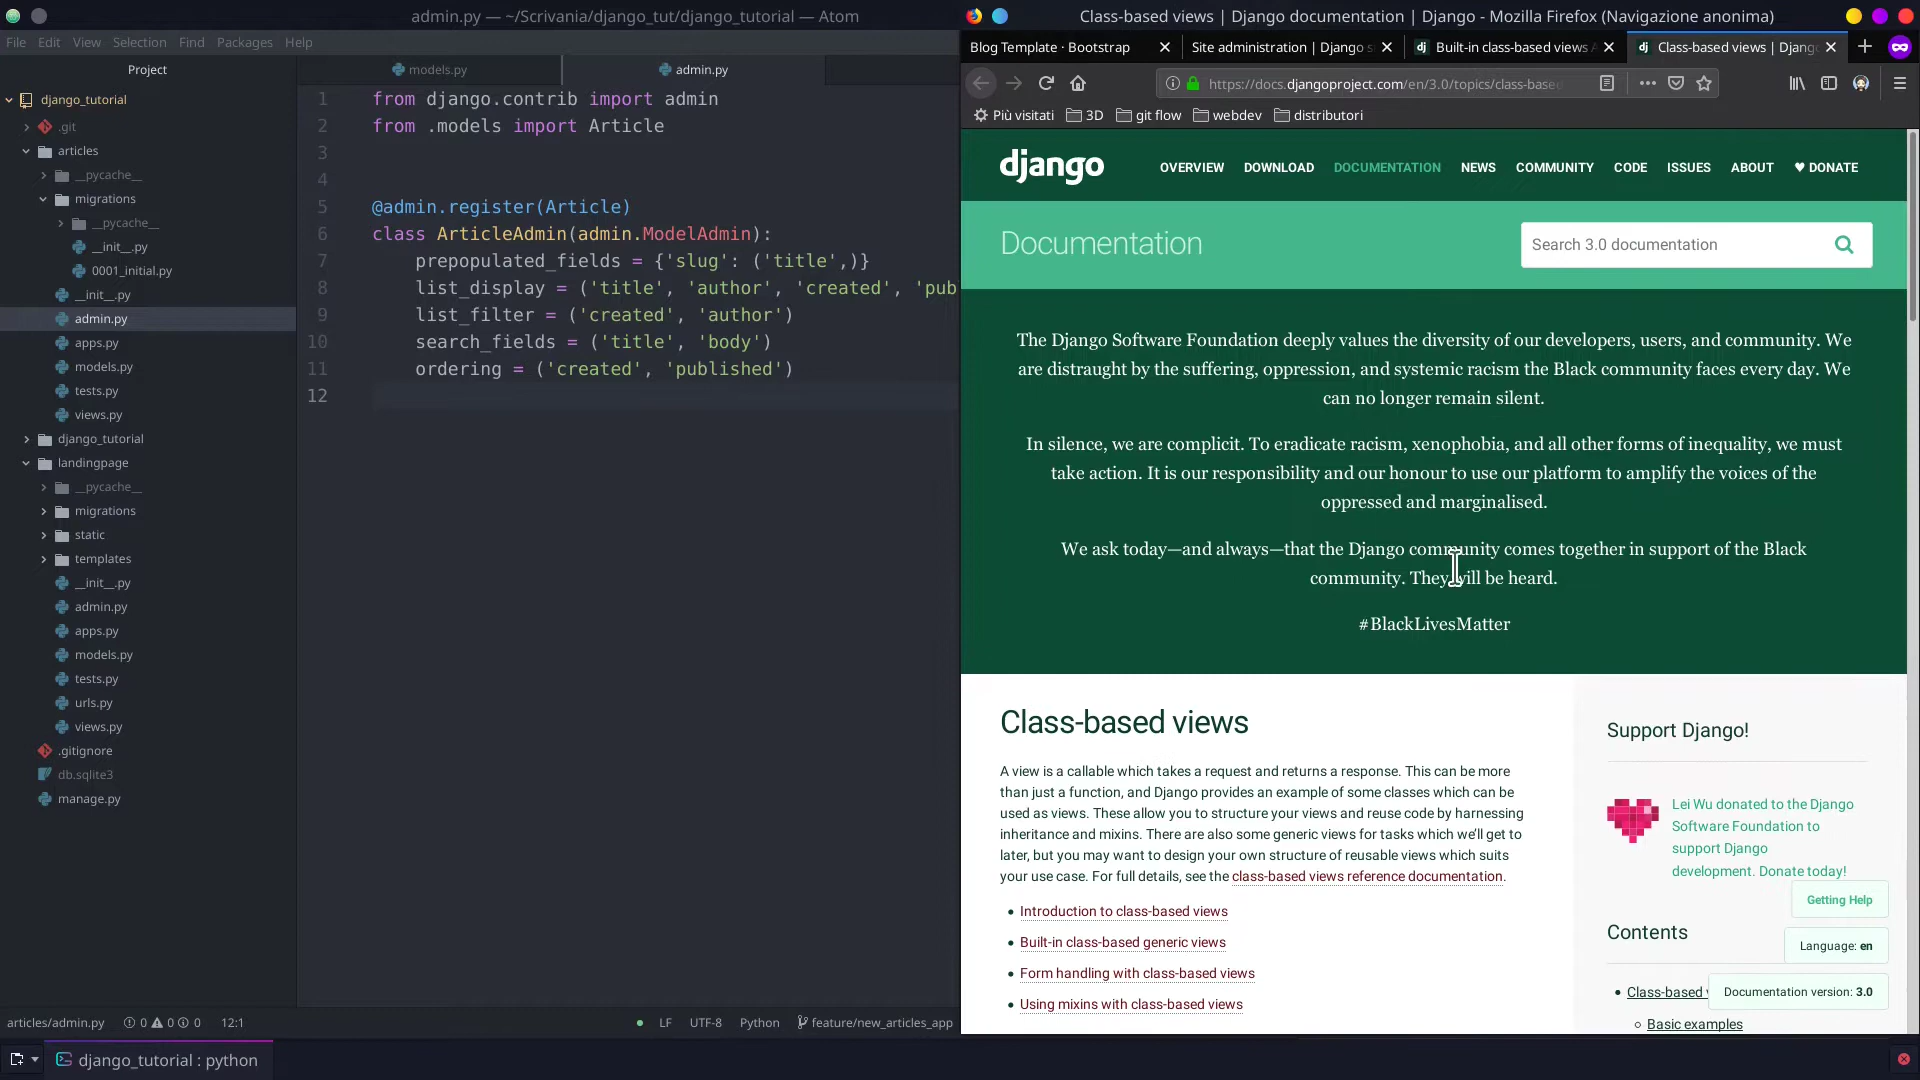 admin.py — ~/Scrivania/django_tut/django_tutorial — Atom
File Edit View Selection Find Packages Help
Project
django_tutorial
.git
articles
__pycache__
migrations
__pycache__
__init__.py
0001_initial.py
__init__.py
admin.py
apps.py
models.py
tests.py
views.py
django_tutorial
landingpage
__pycache__
migrations
static
templates
__init__.py
admin.py
apps.py
models.py
tests.py
urls.py
views.py
.gitignore
db.sqlite3
manage.py
models.py
admin.py
1 from django.contrib import admin
2 from .models import Article
3
4
5 @admin.register(Article)
6 class ArticleAdmin(admin.ModelAdmin):
7 prepopulated_fields = {'slug': ('title',)}
8 list_display = ('title', 'author', 'created', 'pub
9 list_filter = ('created', 'author')
10 search_fields = ('title', 'body')
11 ordering = ('created', 'published')
12
articles/admin.py 0 0 0 12:1 LF UTF-8 Python feature/new_articles_app
django_tutorial : python
Class-based views | Django documentation | Django - Mozilla Firefox (Navigazione anonima)
Blog Template · Bootstrap
Site administration | Django s
dj Built-in class-based views A
dj Class-based views | Django
https://docs.djangoproject.com/en/3.0/topics/class-based
Più visitati 3D git flow webdev distributori
django OVERVIEW DOWNLOAD DOCUMENTATION NEWS COMMUNITY CODE ISSUES ABOUT ♥ DONATE
Documentation
Search 3.0 documentation
The Django Software Foundation deeply values the diversity of our developers, users, and community. We
are distraught by the suffering, oppression, and systemic racism the Black community faces every day. We
can no longer remain silent.
In silence, we are complicit. To eradicate racism, xenophobia, and all other forms of inequality, we must
take action. It is our responsibility and our honour to use our platform to amplify the voices of the
oppressed and marginalised.
We ask today—and always—that the Django community comes together in support of the Black
community. They will be heard.
#BlackLivesMatter
Class-based views
A view is a callable which takes a request and returns a response. This can be more
than just a function, and Django provides an example of some classes which can be
used as views. These allow you to structure your views and reuse code by harnessing
inheritance and mixins. There are also some generic views for tasks which we'll get to
later, but you may want to design your own structure of reusable views which suits
your use case. For full details, see the class-based views reference documentation.
• Introduction to class-based views
• Built-in class-based generic views
• Form handling with class-based views
• Using mixins with class-based views
Support Django!
Lei Wu donated to the Django
Software Foundation to
support Django
development. Donate today!
Getting Help
Contents
Language: en
• Class-based v
Documentation version: 3.0
Basic examples